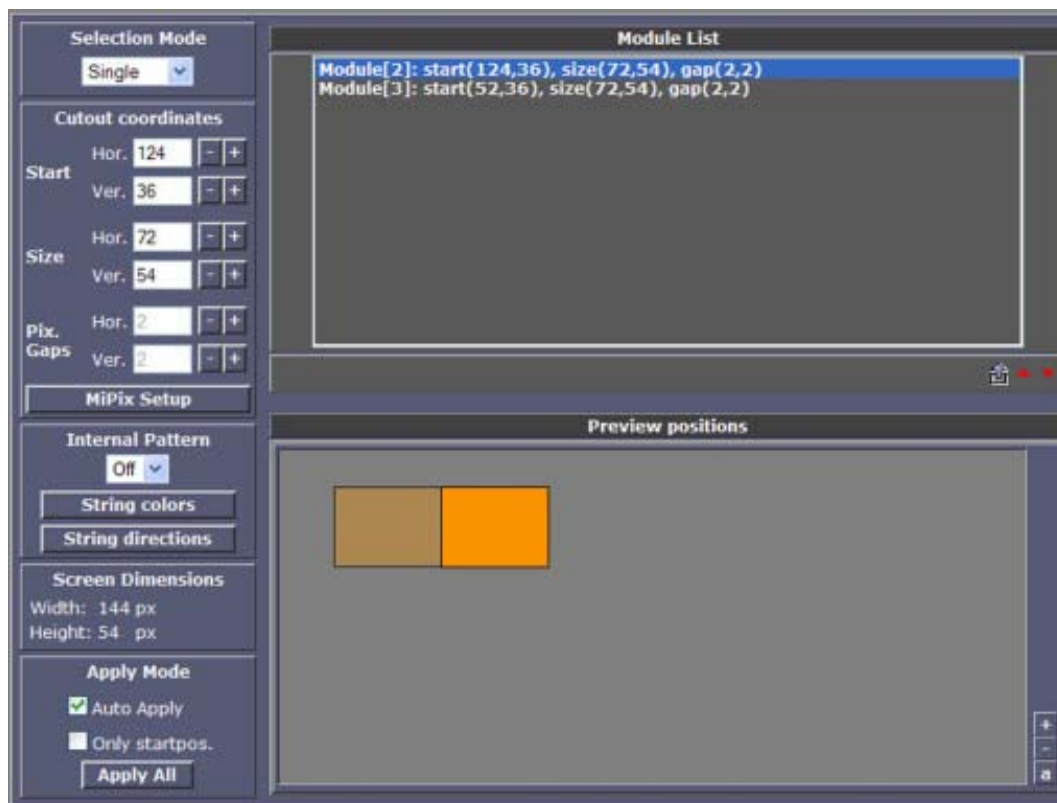 Selection Mode
Single
Cutout coordinates
Start
Hor. 124 - +
Ver. 36 - +
Size
Hor. 72 - +
Ver. 54 - +
Pix. Gaps
Hor. 2 - +
Ver. 2 - +
MiPix Setup
Internal Pattern
Off
String colors
String directions
Screen Dimensions
Width: 144 px
Height: 54 px
Apply Mode
Auto Apply
Only startpos.
Apply All
Module List
Module[2]: start(124,36), size(72,54), gap(2,2)
Module[3]: start(52,36), size(72,54), gap(2,2)
Preview positions
+
-
a